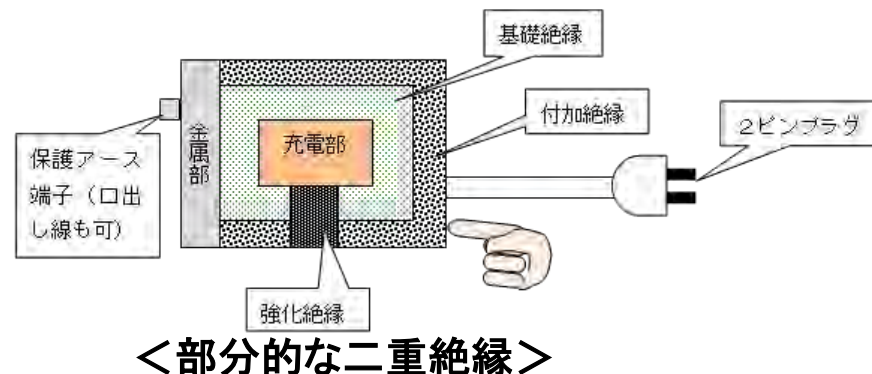 基礎絶縁
付加絶縁
2ピンプラグ
充電部
金属部
保護アース
端子（口出
し線も可）
強化絶縁
＜部分的な二重絶縁＞